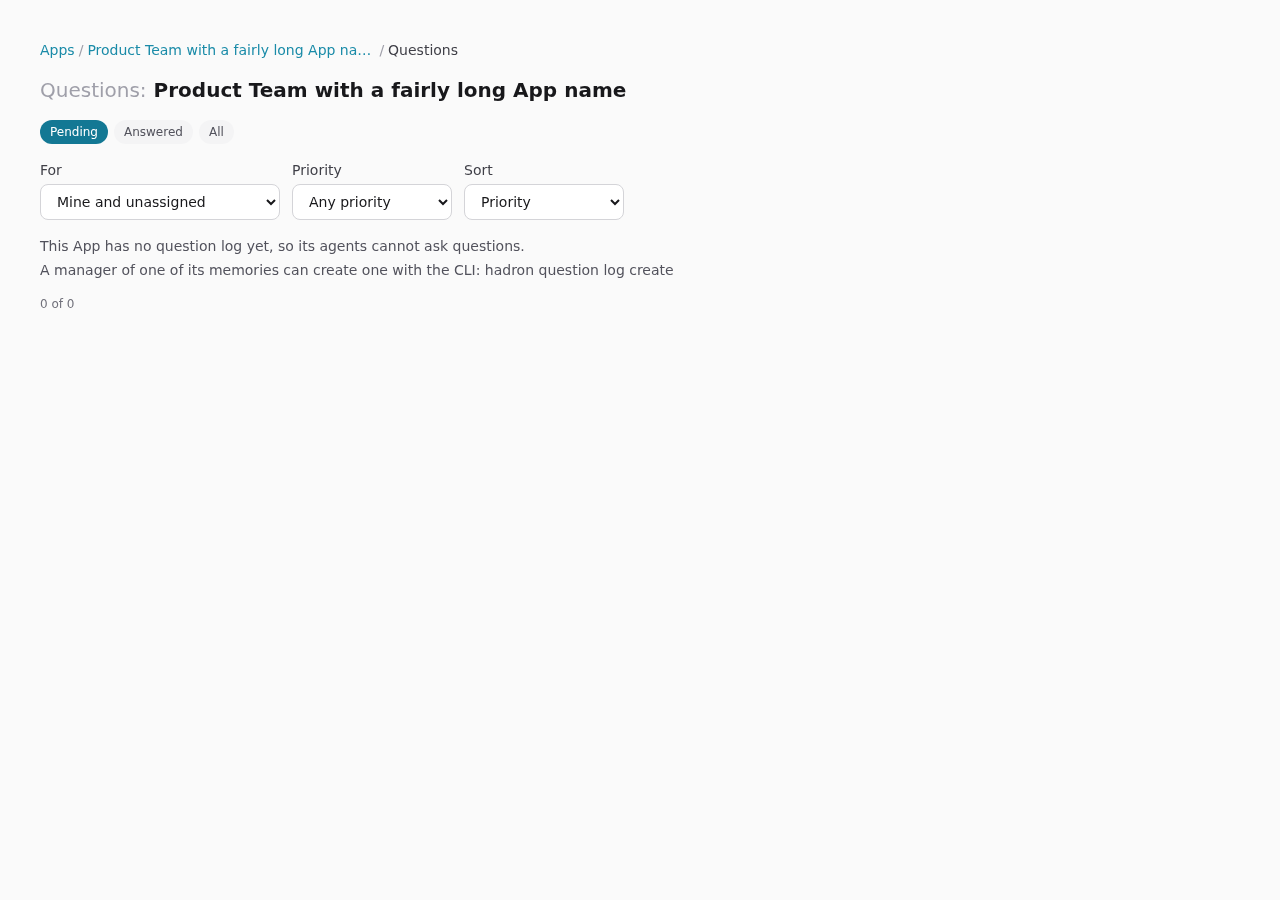 Apps / Product Team with a fairly long App na… / Questions
Questions: Product Team with a fairly long App name
Pending Answered All
For Priority Sort
Mine and unassigned Any priority Priority
This App has no question log yet, so its agents cannot ask questions.
A manager of one of its memories can create one with the CLI: hadron question log create
0 of 0